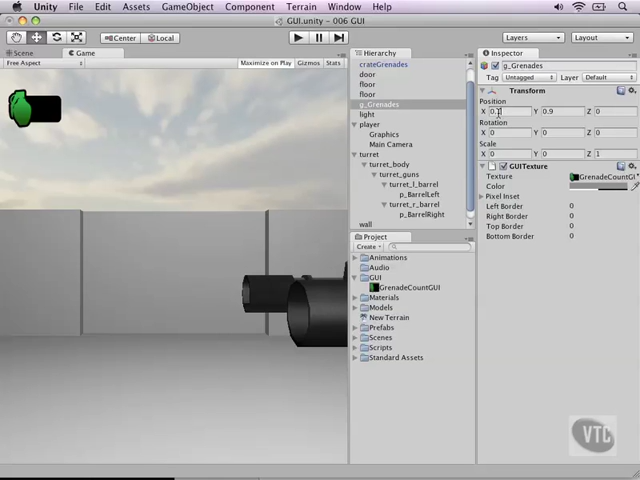 Unity File Edit Assets GameObject Component Terrain Window Help
GUI.unity - 006 GUI
Center Local Layers Layout
Scene Game
Free Aspect Maximize on Play Gizmos Stats
Hierarchy
crateGrenades
door
floor
floor
g_Grenades
light
player
Graphics
Main Camera
turret
turret_body
turret_guns
turret_l_barrel
p_BarrelLeft
turret_r_barrel
p_BarrelRight
wall
Project
Create
Animations
Audio
GUI
GrenadeCountGUI
Materials
Models
New Terrain
Prefabs
Scenes
Scripts
Standard Assets
Inspector
g_Grenades
Tag Untagged Layer Default
Transform
Position
X Y 0.9 Z 0
Rotation
X 0 Y 0 Z 0
Scale
X 0 Y 0 Z 1
GUITexture
Texture GrenadeCountGU
Color
Pixel Inset
Left Border 0
Right Border 0
Top Border 0
Bottom Border 0
VTC